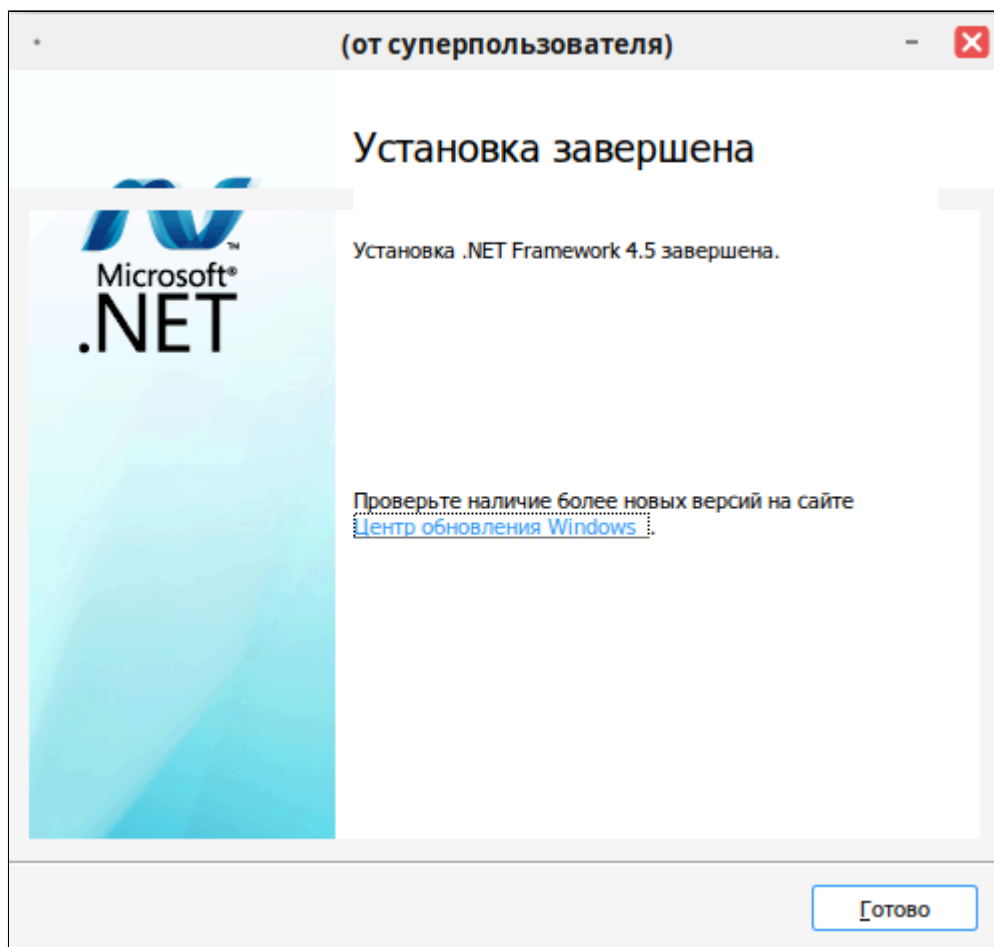 (от суперпользователя)
Установка завершена
Microsoft®
.NET
™
Установка .NET Framework 4.5 завершена.
Проверьте наличие более новых версий на сайте
Центр обновления Windows .
Готово